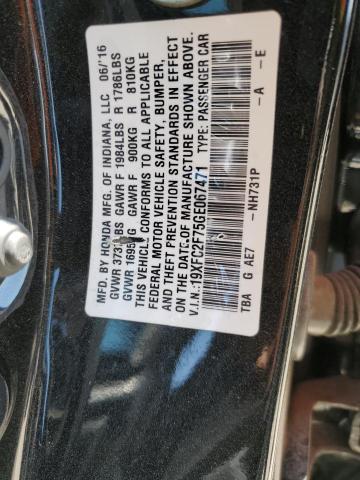 MFD. BY HONDA MFG. OF INDIANA, LLC 06/'16
GVWR 3737LBS GAWR F 1984LBS R 1786LBS
GVWR 1695 GAWR F 900KG R 810KG
THIS VEHICLE CONFORMS TO ALL APPLICABLE
FEDERAL MOTOR VEHICLE SAFETY, BUMPER,
AND THEFT PREVENTION STANDARDS IN EFFECT
ON THE DATE OF MANUFACTURE SHOWN ABOVE.
V.I.N.:19XFC2F75GE067471 TYPE: PASSENGER CAR
-NH731P -A -E
TBA G AE7